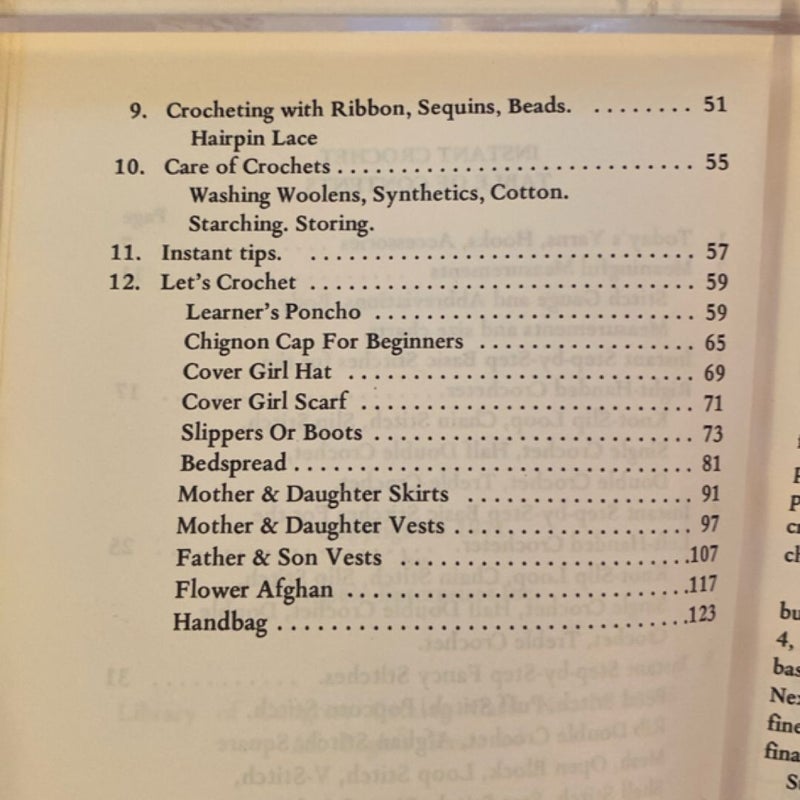 9. Crocheting with Ribbon, Sequins, Beads. ........ 51
Hairpin Lace
10. Care of Crochets ............................ 55
Washing Woolens, Synthetics, Cotton.
Starching. Storing.
11. Instant tips. ................................ 57
12. Let's Crochet ................................ 59
Learner's Poncho .......................... 59
Chignon Cap For Beginners .................. 65
Cover Girl Hat ............................ 69
Cover Girl Scarf ........................... 71
Slippers Or Boots .......................... 73
Bedspread ................................. 81
Mother & Daughter Skirts ................... 91
Mother & Daughter Vests .................... 97
Father & Son Vests .........................107
Flower Afghan .............................117
Handbag ...................................123
4,